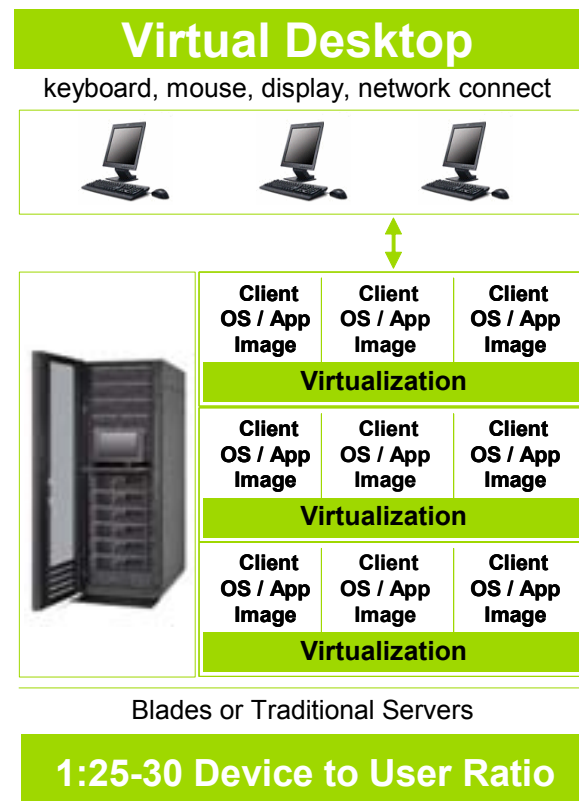 Virtual Desktop
keyboard, mouse, display, network connect
Client Client Client
OS / App OS / App OS / App
Image Image Image
Virtualization
Client Client Client
OS / App OS / App OS / App
Image Image Image
Virtualization
Client Client Client
OS / App OS / App OS / App
Image Image Image
Virtualization
Blades or Traditional Servers
1:25-30 Device to User Ratio